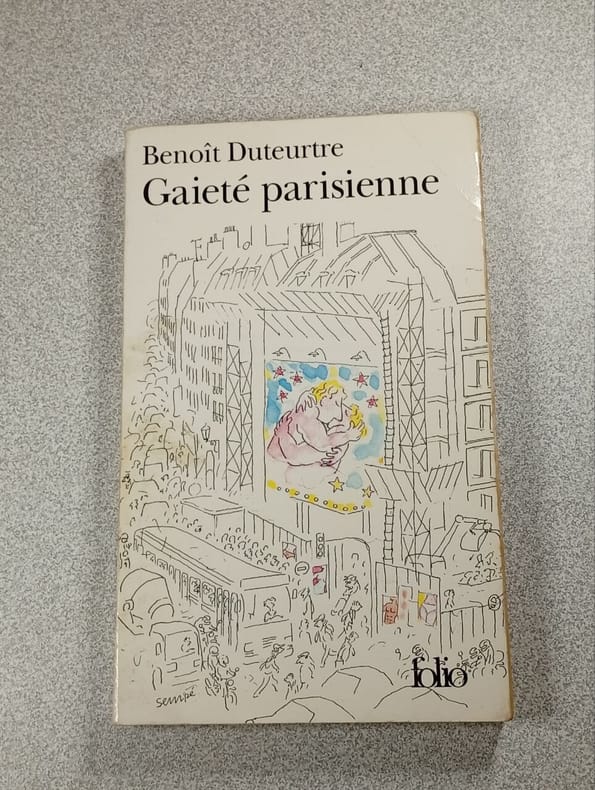 Benoît Duteurtre
Gaieté parisienne
sempé
folio